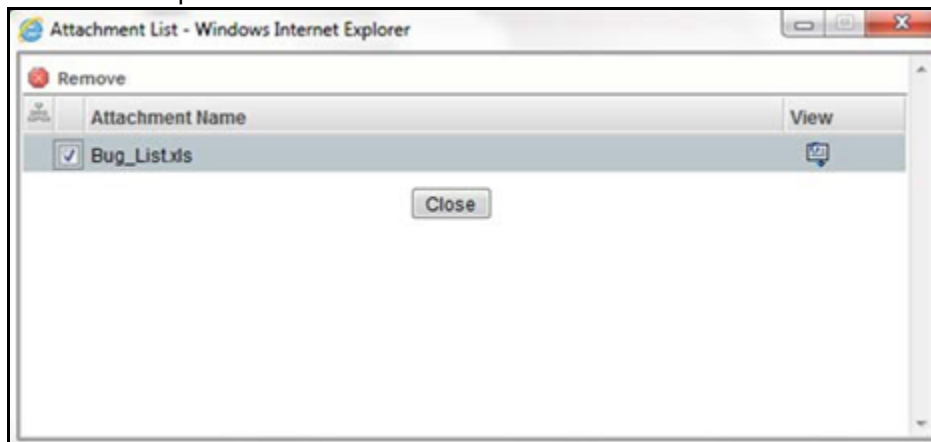 Attachment List - Windows Internet Explorer
Remove
Attachment Name View
Bug_List.xls
Close